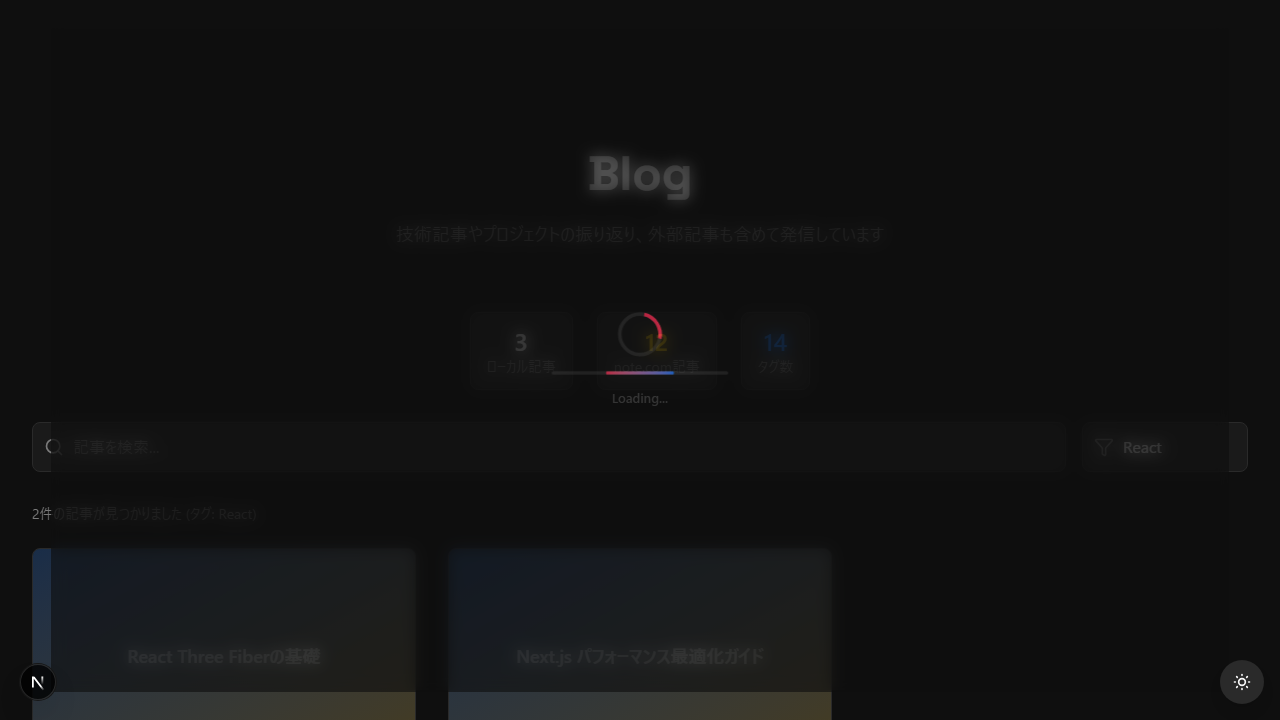 Blog
技術記事やプロジェクトの振り返り、外部記事も含めて発信しています
3
12
14
ローカル記事
note.com記事
タグ数
Loading...
記事を検索...
React
2件の記事が見つかりました (タグ: React)
React Three Fiberの基礎
Next.js パフォーマンス最適化ガイド
N